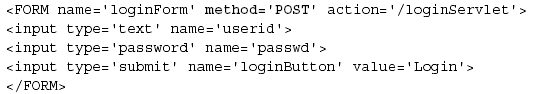 <FORM name='loginForm' method='POST' action='/loginServlet'>
<input type='text' name='userid'>
<input type='password' name='passwd'>
<input type='submit' name='loginButton' value='Login'>
</FORM>